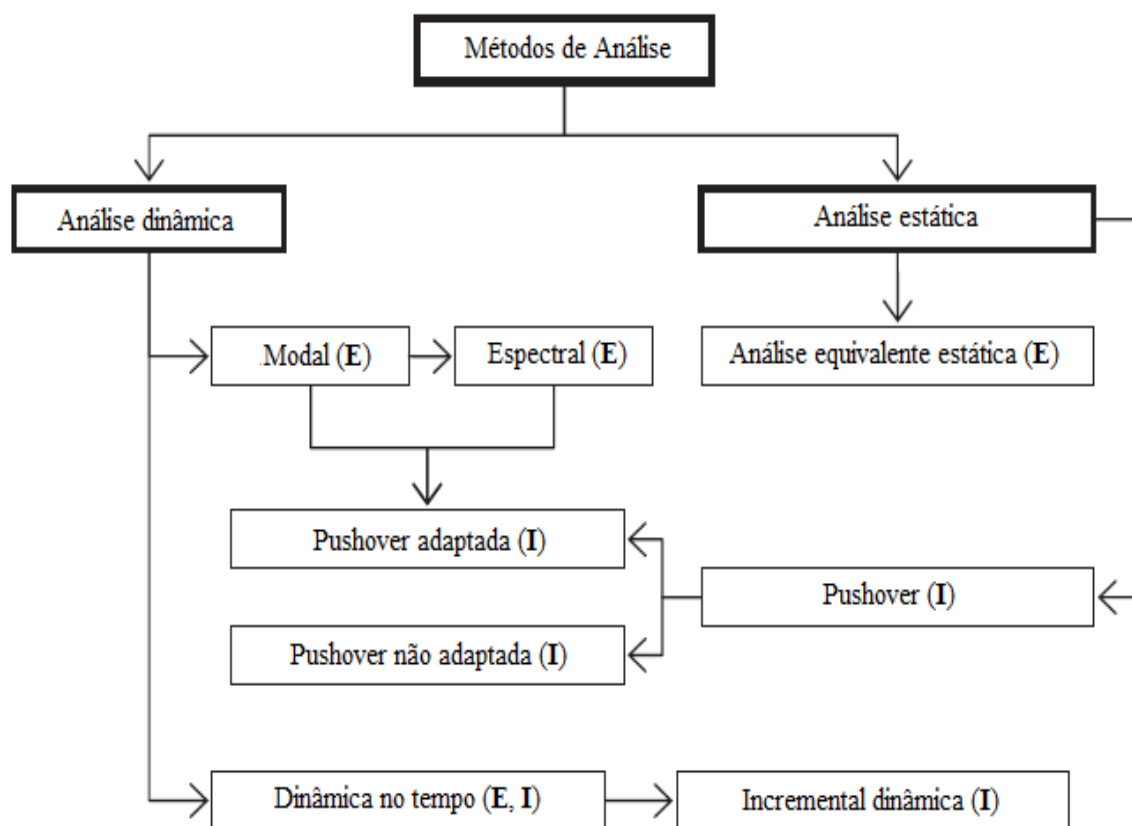 Métodos de Análise
Análise dinâmica
Análise estática
Modal (E)
Espectral (E)
Análise equivalente estática (E)
Pushover adaptada (I)
Pushover (I)
Pushover não adaptada (I)
Dinâmica no tempo (E, I)
Incremental dinâmica (I)